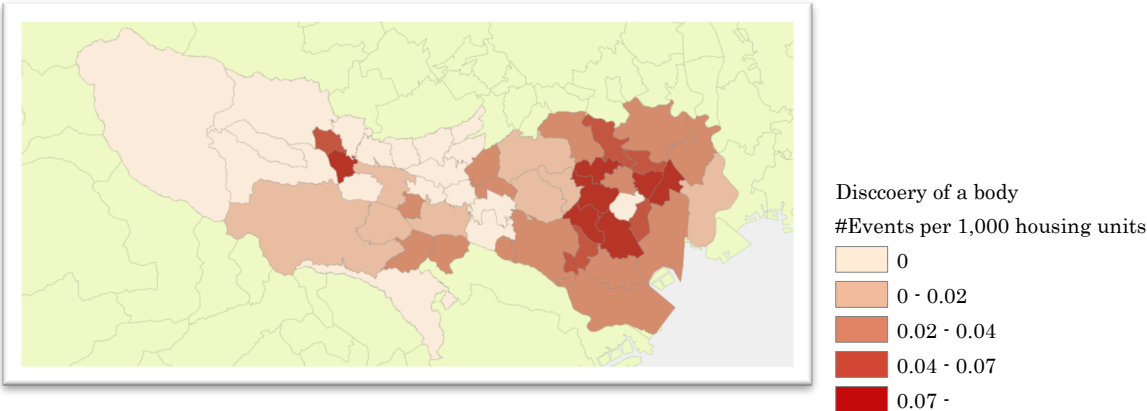 Disccoery of a body
#Events per 1,000 housing units
0
0 - 0.02
0.02 - 0.04
0.04 - 0.07
0.07 -